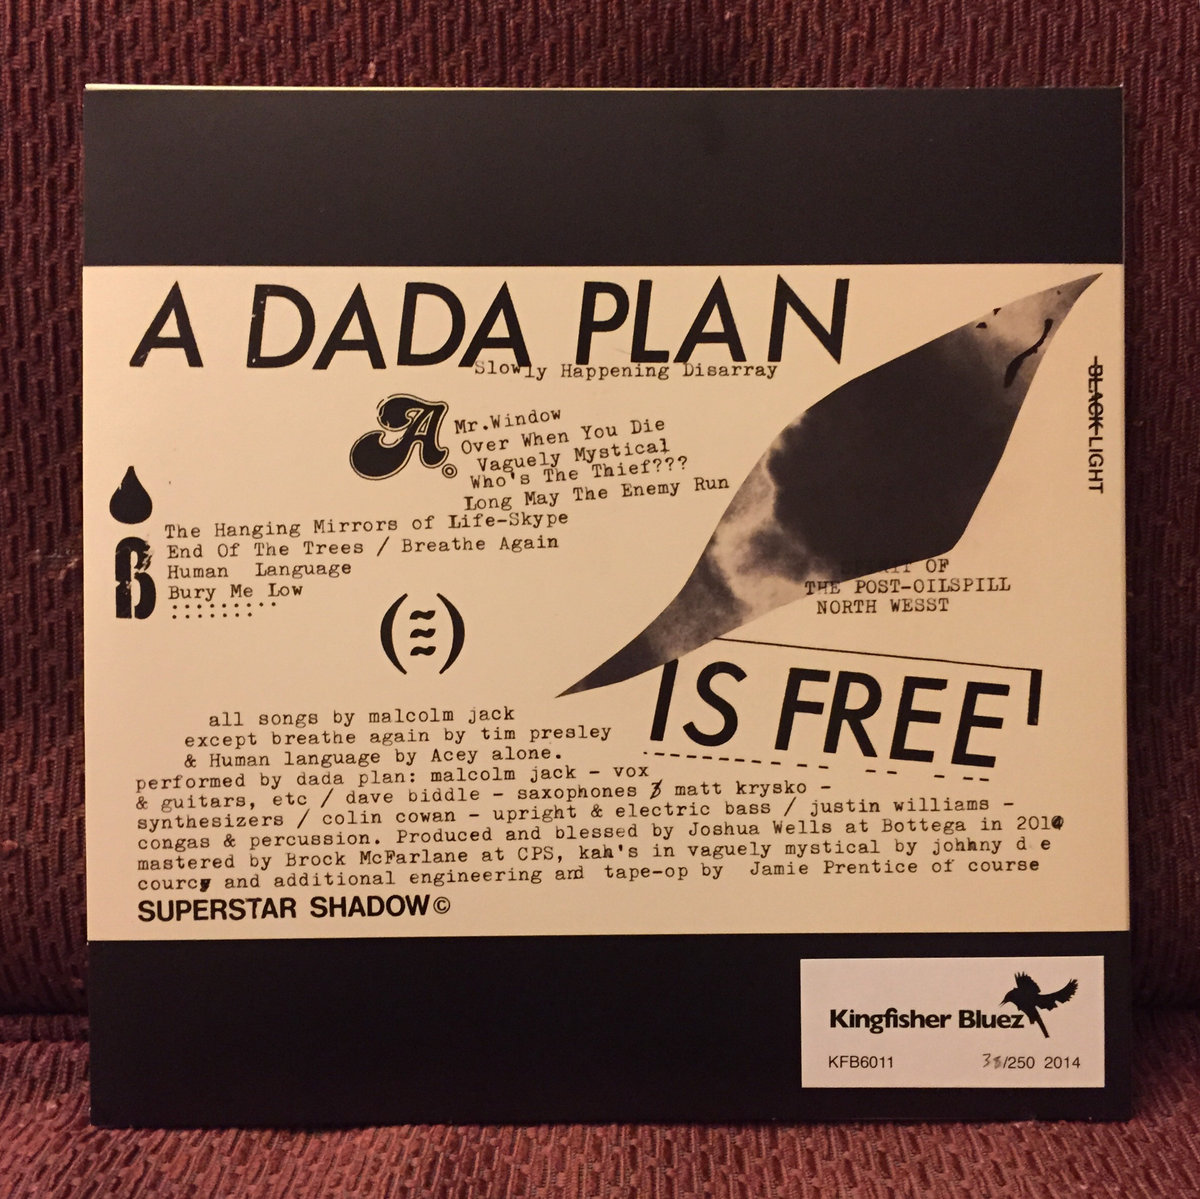 A DADA PLAN
Slowly Happening Disarray
A
Mr.Window
Over When You Die
Vaguely Mystical
Who's The Thief???
Long May The Enemy Run
BLACK LIGHT
B
The Hanging Mirrors of Life-Skype
End Of The Trees / Breathe Again
Human Language
Bury Me Low
OF
THE POST-OILSPILL
NORTH WESST
IS FREE
all songs by malcolm jack
except breathe again by tim presley
& Human language by Acey alone.
performed by dada plan: malcolm jack - vox
& guitars, etc / dave biddle - saxophones / matt krysko -
synthesizers / colin cowan - upright & electric bass / justin williams -
congas & percussion. Produced and blessed by Joshua Wells at Bottega in 2014
mastered by Brock McFarlane at CPS, kah's in vaguely mystical by johhny d e
courcy and additional engineering and tape-op by Jamie Prentice of course
SUPERSTAR SHADOW©
Kingfisher Bluez
KFB6011 /250 2014